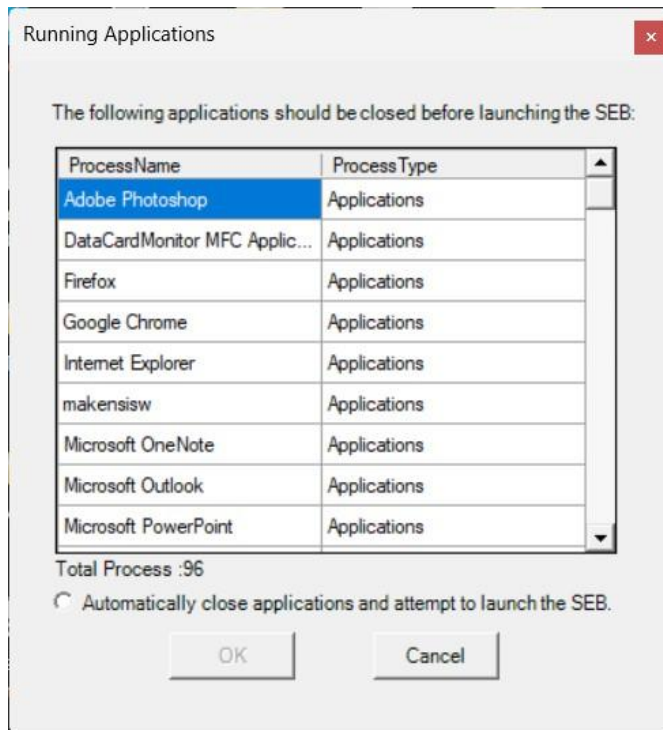 Running Applications
The following applications should be closed before launching the SEB:
ProcessName ProcessType
Adobe Photoshop Applications
DataCardMonitor MFC Applic... Applications
Firefox Applications
Google Chrome Applications
Internet Explorer Applications
makensisw Applications
Microsoft OneNote Applications
Microsoft Outlook Applications
Microsoft PowerPoint Applications
Total Process :96
Automatically close applications and attempt to launch the SEB.
OK Cancel